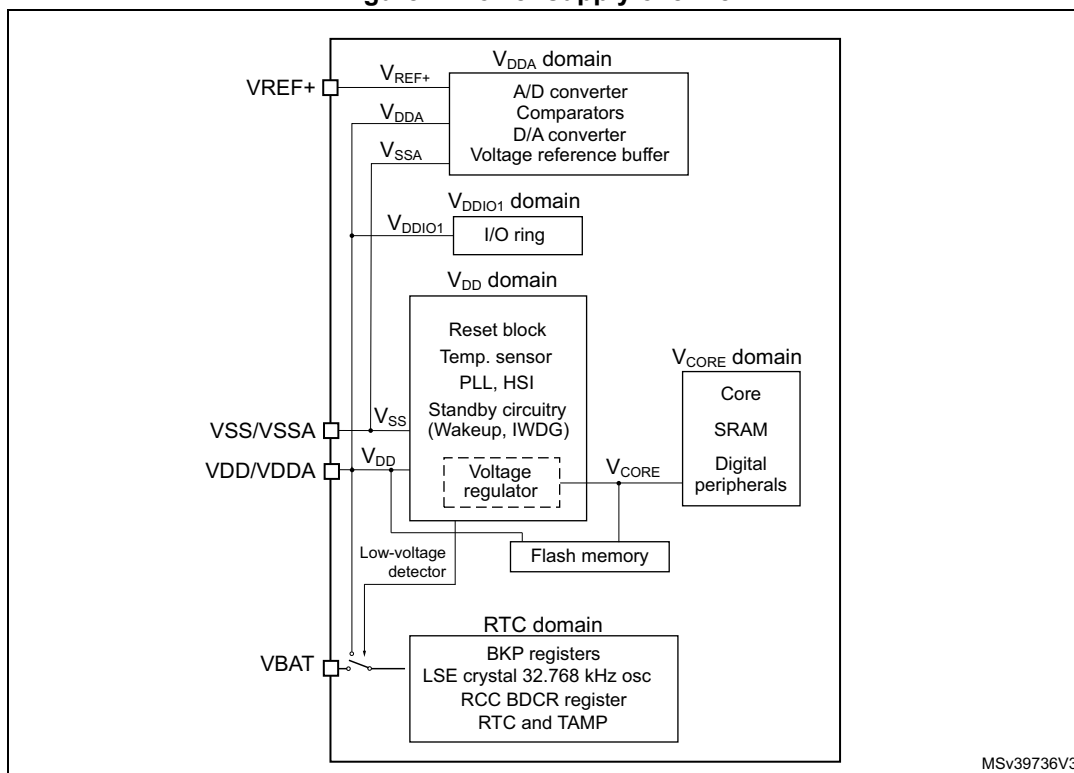 VDDA domain
VREF+
VREF+
A/D converter
VDDA
Comparators
D/A converter
VSSA
Voltage reference buffer
VDDIO1 domain
VDDIO1
I/O ring
VDD domain
Reset block
Temp. sensor
PLL, HSI
Standby circuitry
(Wakeup, IWDG)
Voltage
regulator
VCORE domain
Core
SRAM
Digital
peripherals
VCORE
VSS/VSSA
VSS
VDD/VDDA
VDD
Flash memory
Low-voltage
detector
RTC domain
VBAT
BKP registers
LSE crystal 32.768 kHz osc
RCC BDCR register
RTC and TAMP
MSv39736V3